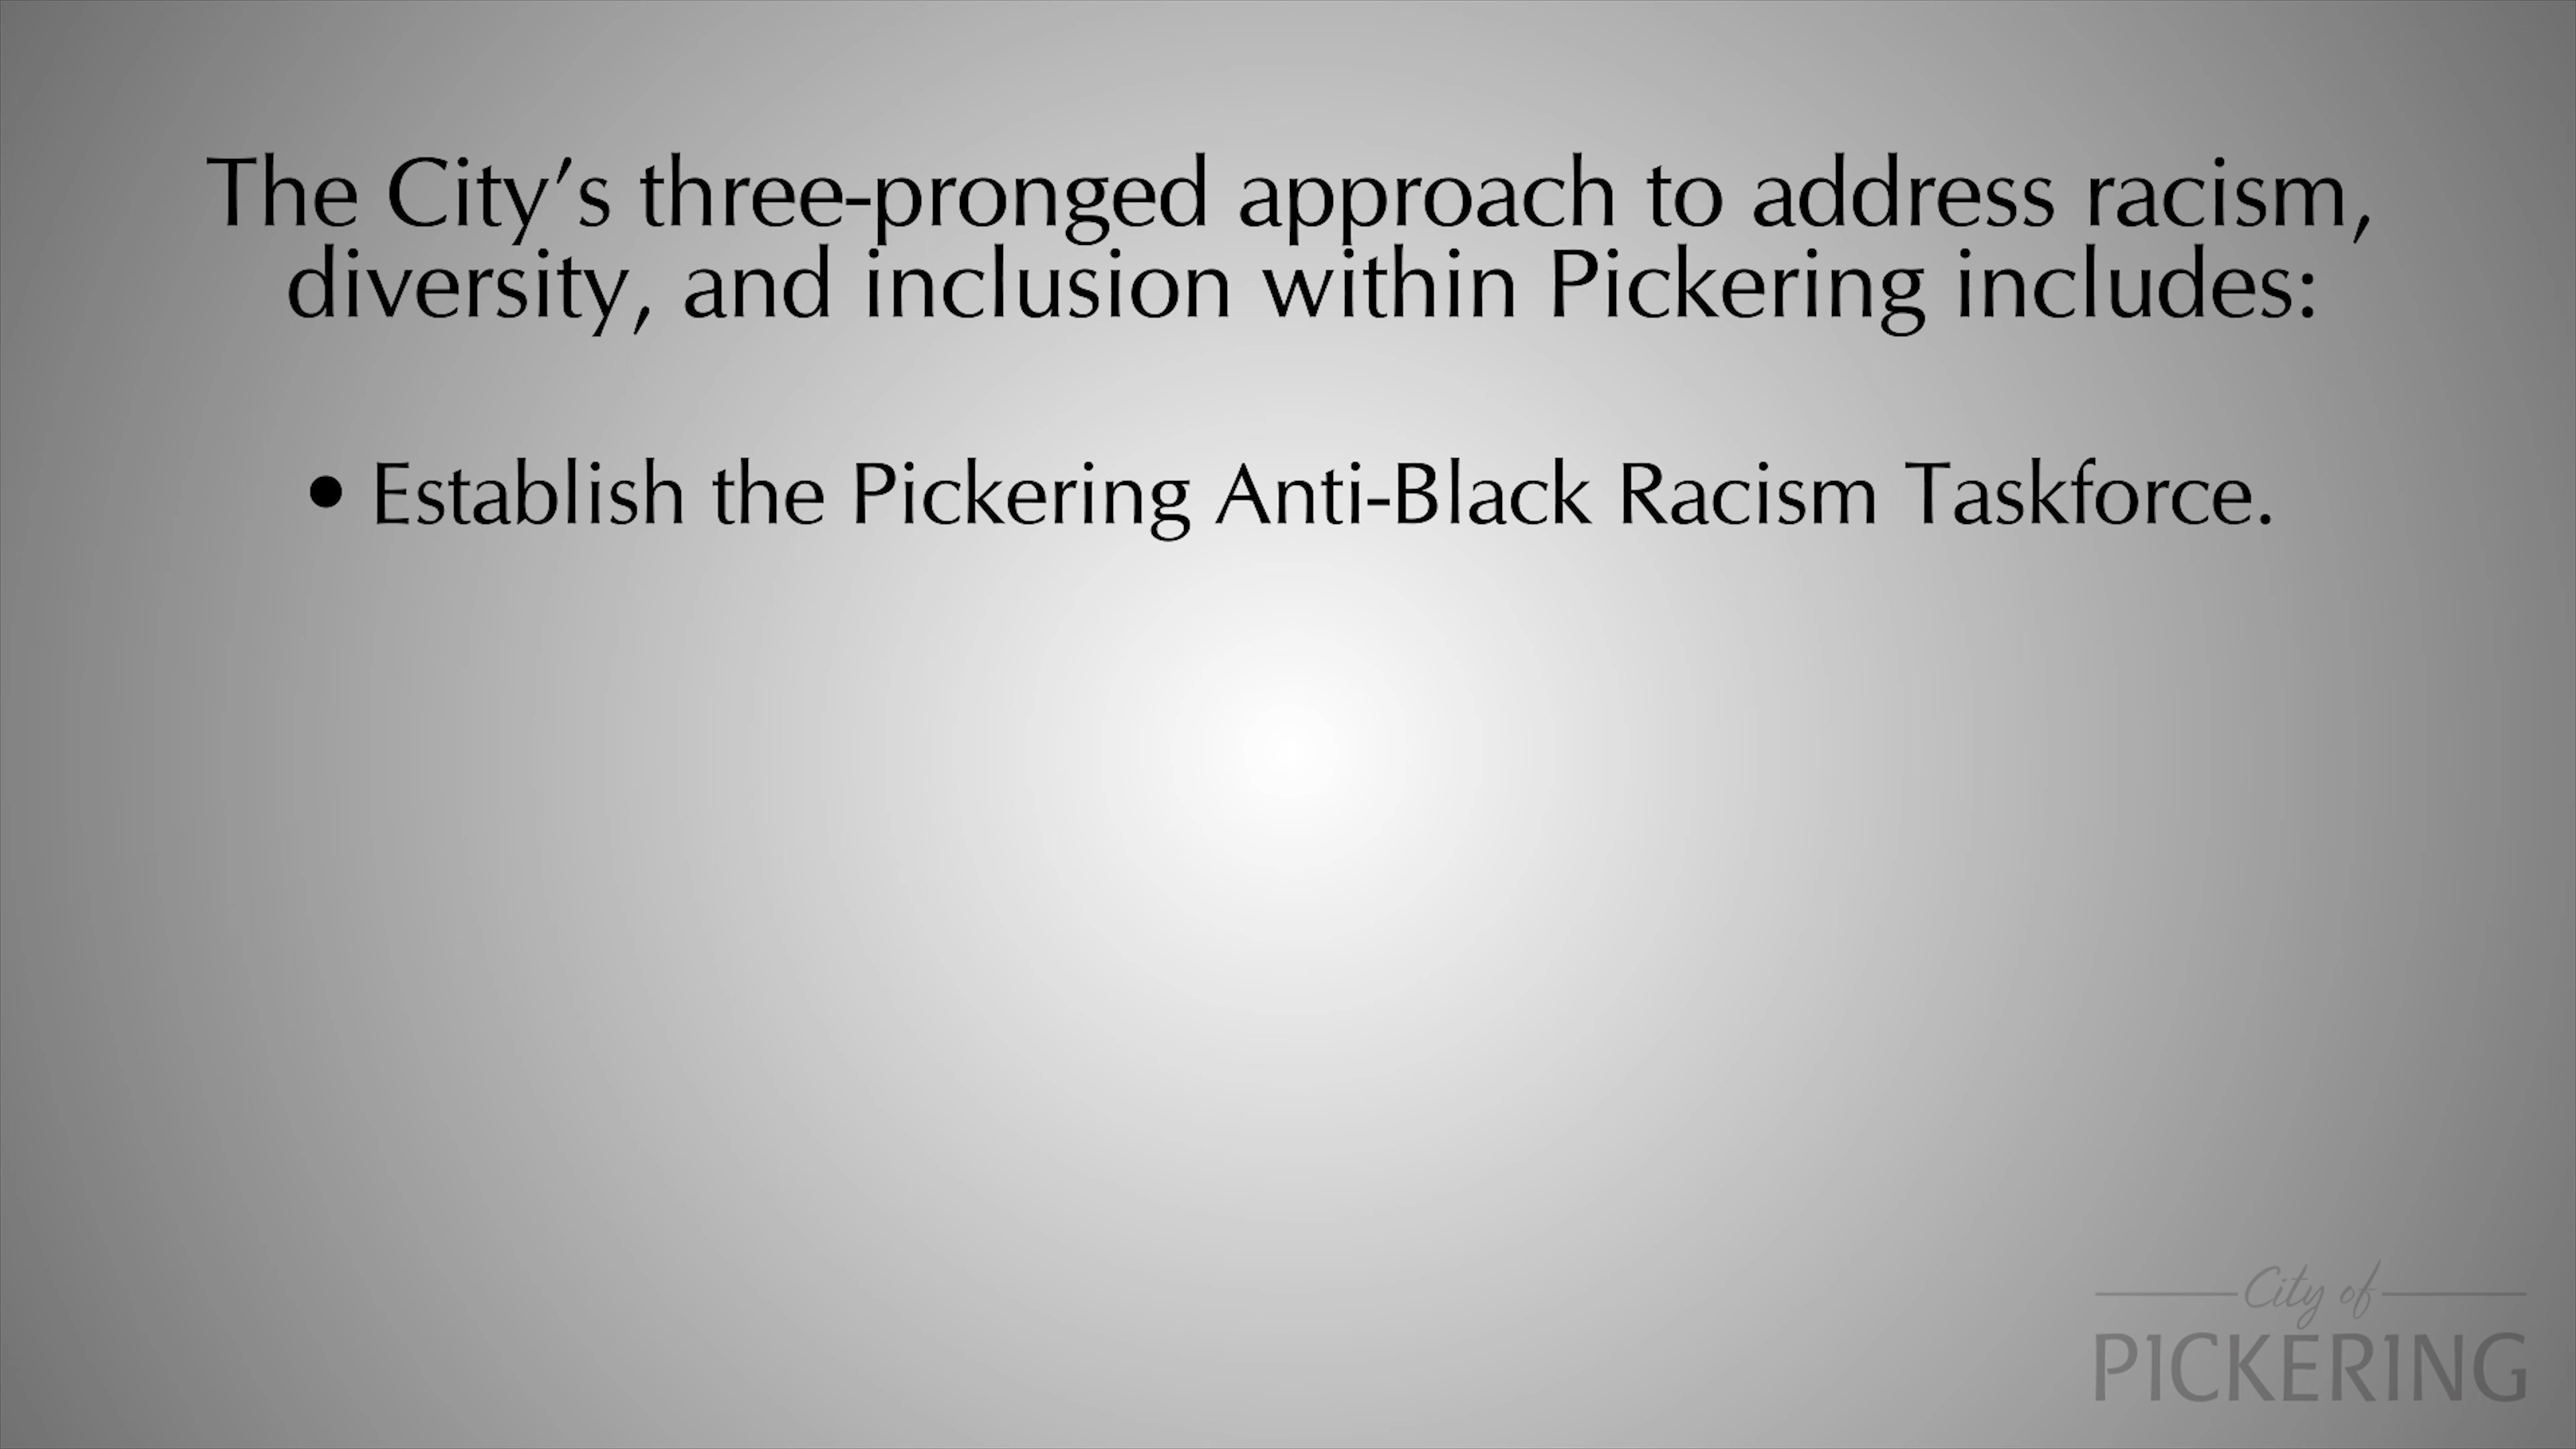 The City’s three-pronged approach to address racism,
diversity, and inclusion within Pickering includes:
• Establish the Pickering Anti-Black Racism Taskforce.
City of
PICKERING